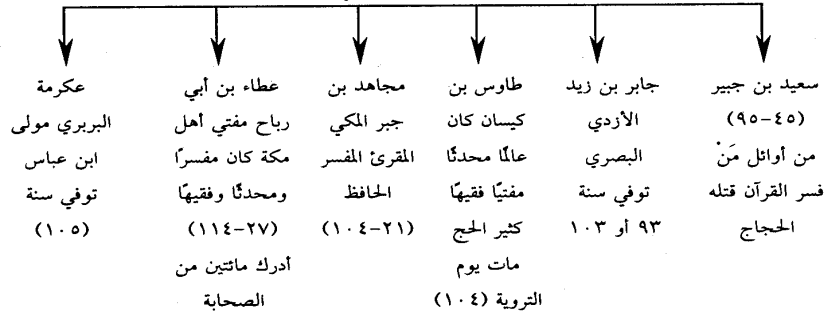 سعيد بن جبير
(٤٥-٩٥)
من أوائل مَنْ
فسر القرآن قتله
الحجاج
جابر بن زيد
الأزدي
البصري
توفي سنة
٩٣ أو ١٠٣
طاوس بن
كيسان كان
عالمًا محدثًا
مفتيًا فقيهًا
كثير الحج
مات يوم
التروية (١٠٤)
مجاهد بن
جبر المكي
المقرئ المفسر
الحافظ
(٢١-١٠٤)
عطاء بن أبي
رباح مفتي أهل
مكة كان مفسرًا
ومحدثًا وفقيهًا
(٢٧-١١٤)
أدرك مائتين من
الصحابة
عكرمة
البربري مولى
ابن عباس
توفي سنة
(١٠٥)